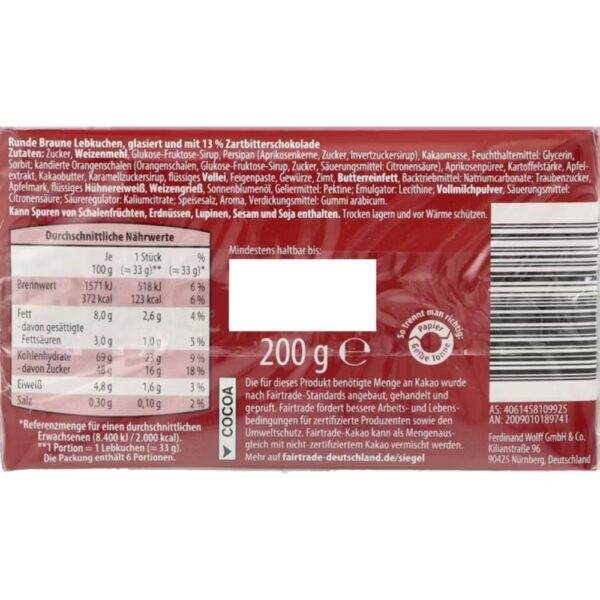 Runde Braune Lebkuchen, glasiert und mit 13 % Zartbitterschokolade
Zutaten: Zucker, Weizenmehl, Glukose-Fruktose-Sirup, Persipan (Aprikosenkerne, Zucker, Invertzuckersirup), Kakaomasse, Feuchthaltemittel: Glycerin,
Sorbit; kandierte Orangenschalen (Orangenschalen, Glukose-Fruktose-Sirup, Zucker, Säuerungsmittel: Citronensäure), Aprikosenpüree, Kartoffelstärke, Apfel-
extrakt, Kakaobutter, Karamellzuckersirup, flüssiges Vollei, Feigenpaste, Gewürze, Zimt, Butterreinfett, Backtriebmittel: Natriumcarbonate; Traubenzucker,
Apfelmark, flüssiges Hühnereiweiß, Weizengrieß, Sonnenblumenöl, Geliermittel: Pektine; Emulgator: Lecithine; Vollmilchpulver, Säuerungsmittel:
Citronensäure; Säureregulator: Kaliumcitrate; Speisesalz, Aroma, Verdickungsmittel: Gummi arabicum.
Kann Spuren von Schalenfrüchten, Erdnüssen, Lupinen, Sesam und Soja enthalten. Trocken lagern und vor Wärme schützen.
Durchschnittliche Nährwerte
Je 1 Stück %
100 g (≈ 33 g)** (≈ 33 g)*
Brennwert 1571 kJ 518 kJ 6 %
372 kcal 123 kcal 6 %
Fett 8,0 g 2,6 g 4 %
- davon gesättigte
Fettsäuren 3,0 g 1,0 g 5 %
Kohlenhydrate 69 g 23 g 9 %
- davon Zucker 48 g 16 g 18 %
Eiweiß 4,8 g 1,6 g 3 %
Salz 0,30 g 0,10 g 2 %
*Referenzmenge für einen durchschnittlichen
Erwachsenen (8.400 kJ / 2.000 kcal).
**1 Portion = 1 Lebkuchen (≈ 33 g).
Die Packung enthält 6 Portionen.
Mindestens haltbar bis:
200 g ℮
So trennt man richtig:
Papier
Gelbe Tonne
COCOA
Die für dieses Produkt benötigte Menge an Kakao wurde
nach Fairtrade-Standards angebaut, gehandelt und
geprüft. Fairtrade fördert bessere Arbeits- und Lebens-
bedingungen für zertifizierte Produzenten sowie den
Umweltschutz. Fairtrade-Kakao kann als Mengenaus-
gleich mit nicht-zertifiziertem Kakao vermischt werden.
Mehr auf fairtrade-deutschland.de/siegel
AS: 4061458109925
AN: 2009010189741
Ferdinand Wolff GmbH & Co.
Kilianstraße 96
90425 Nürnberg, Deutschland